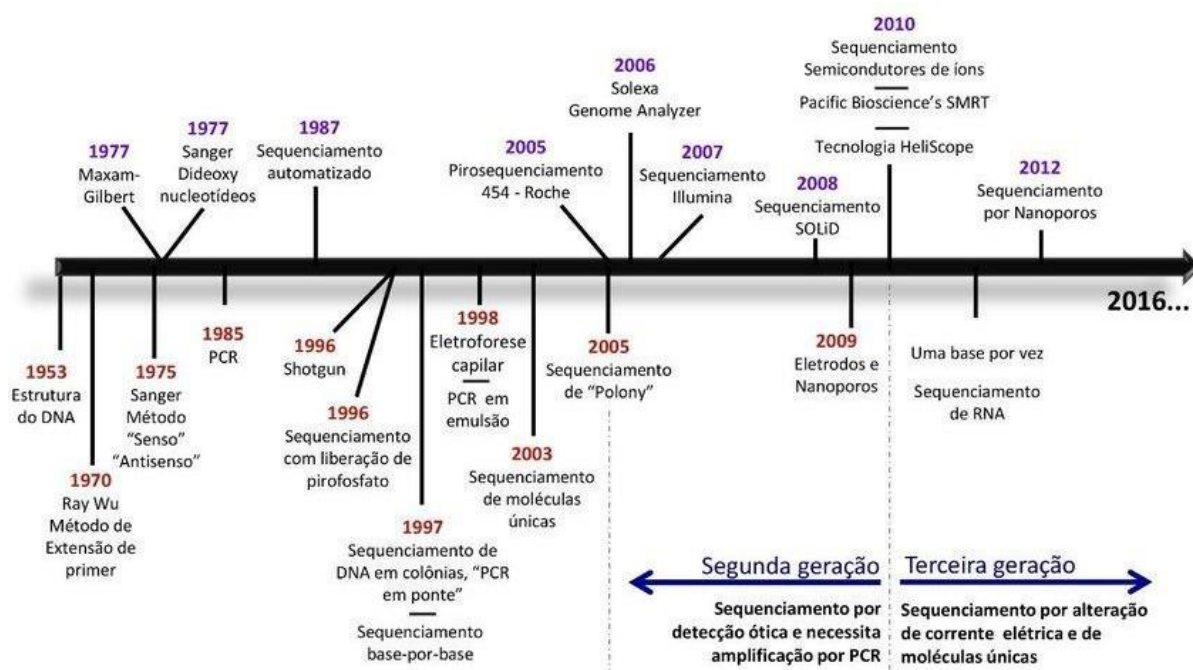 1977
Maxam-
Gilbert
1977
Sanger
Dideoxy
nucleotídeos
1987
Sequenciamento
automatizado
2005
Pirosequenciamento
454 - Roche
2006
Solexa
Genome Analyzer
2007
Sequenciamento
Illumina
2008
Sequenciamento
SOLiD
2010
Sequenciamento
Semicondutores de íons
Pacific Bioscience's SMRT
Tecnologia HeliScope
2012
Sequenciamento
por Nanoporos
2016...
1953
Estrutura
do DNA
1970
Ray Wu
Método de
Extensão de
primer
1975
Sanger
Método
“Senso”
“Antisenso”
1985
PCR
1996
Shotgun
1996
Sequenciamento
com liberação de
pirofosfato
1997
Sequenciamento de
DNA em colônias, “PCR
em ponte”
Sequenciamento
base-por-base
1998
Eletroforese
capilar
PCR em
emulsão
2003
Sequenciamento
de moléculas
únicas
2005
Sequenciamento
de “Polony”
2009
Eletrodos e
Nanoporos
Uma base por vez
Sequenciamento
de RNA
Segunda geração
Sequenciamento por
detecção ótica e necessita
amplificação por PCR
Terceira geração
Sequenciamento por alteração
de corrente elétrica e de
moléculas únicas